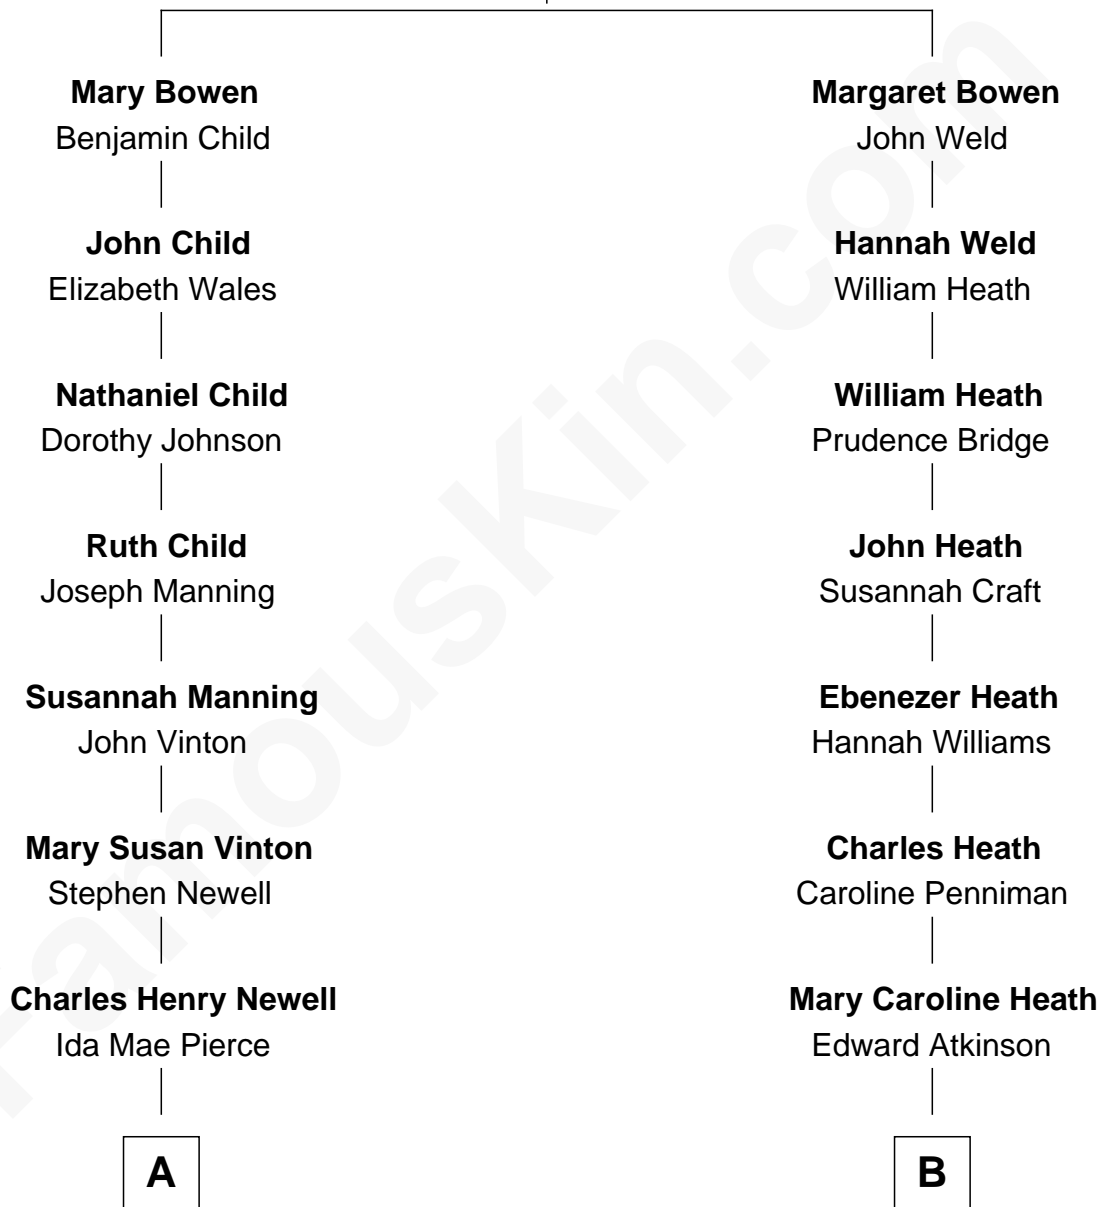 Mary Bowen
Benjamin Child
John Child
Elizabeth Wales
Nathaniel Child
Dorothy Johnson
Ruth Child
Joseph Manning
Susannah Manning
John Vinton
Mary Susan Vinton
Stephen Newell
Charles Henry Newell
Ida Mae Pierce
A
Margaret Bowen
John Weld
Hannah Weld
William Heath
William Heath
Prudence Bridge
John Heath
Susannah Craft
Ebenezer Heath
Hannah Williams
Charles Heath
Caroline Penniman
Mary Caroline Heath
Edward Atkinson
B
FamousKin.com